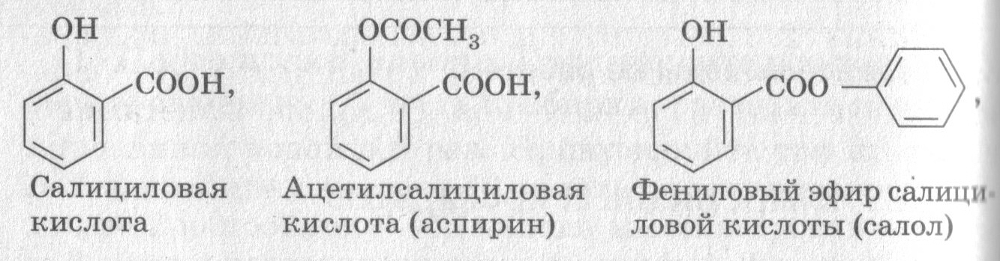 OH OCOCH₃ OH
COOH, COOH, COO ,
Салициловая Ацетилсалициловая Фениловый эфир салици-
кислота кислота (аспирин) ловой кислоты (салол)